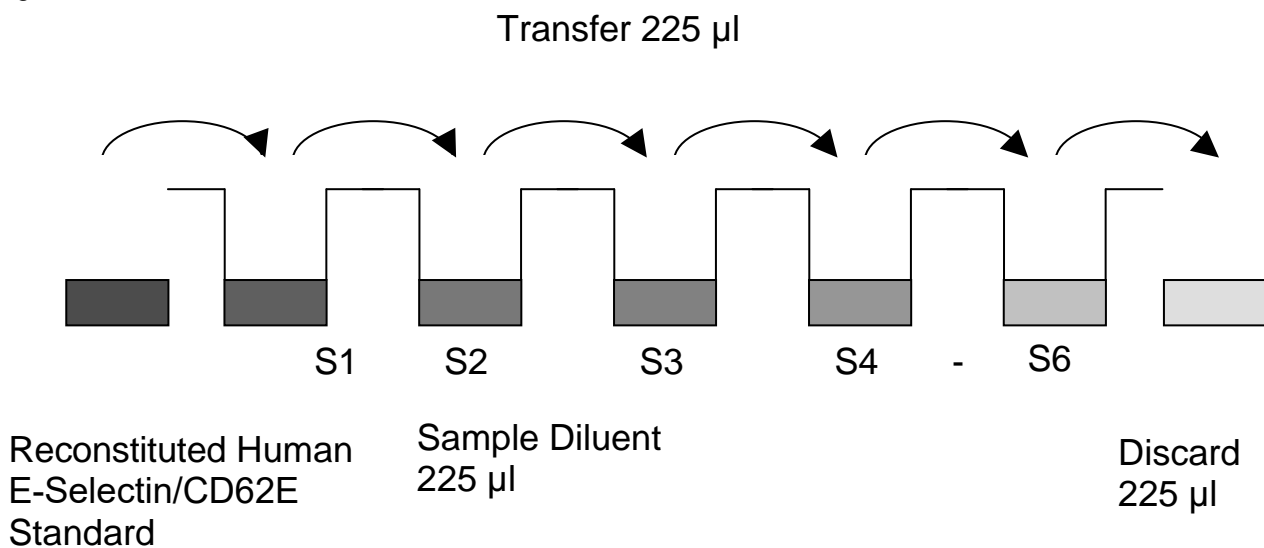 Transfer 225 µl
S1 S2 S3 S4 - S6
Reconstituted Human
E-Selectin/CD62E
Standard
Sample Diluent
225 µl
Discard
225 µl